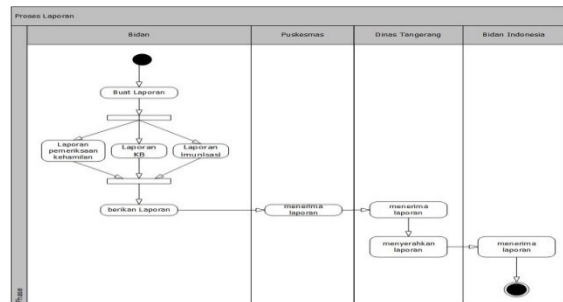 Proses Laporan
Bidan
Puskesmas
Dinas Tangerang
Bidan Indonesia
Buat Laporan
Laporan
pemeriksaan
kehamilan
Laporan
KB
Laporan
imunisasi
berikan Laporan
menerima
laporan
menerima
laporan
menyerahkan
laporan
menerima
laporan
Phase